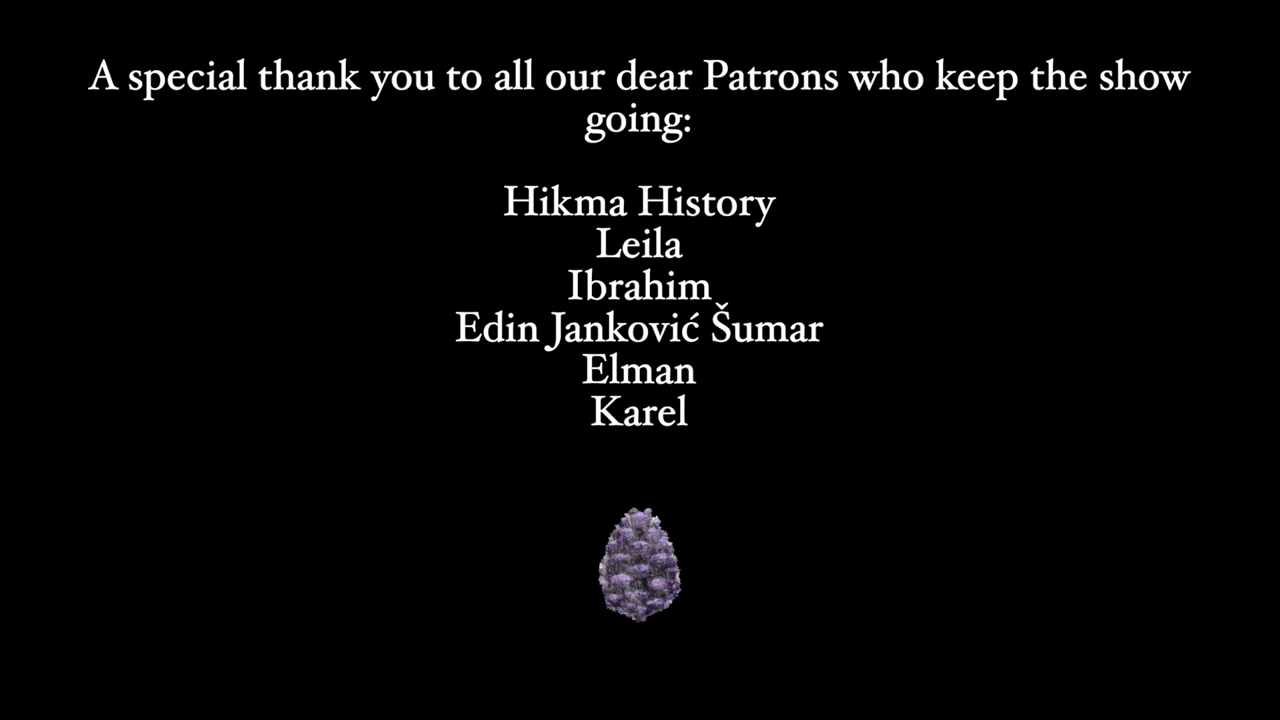 A special thank you to all our dear Patrons who keep the show
going:
Hikma History
Leila
Ibrahim
Edin Janković Šumar
Elman
Karel